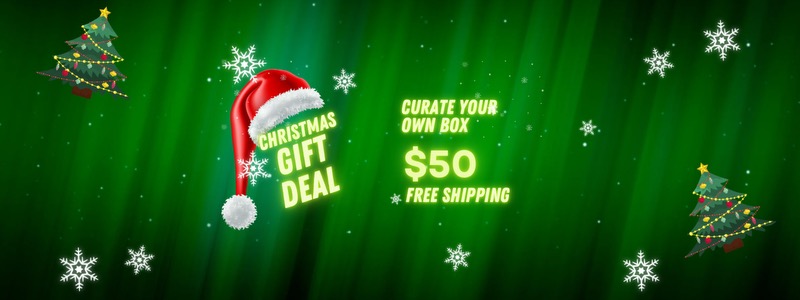 CHRISTMAS
GIFT
DEAL
CURATE YOUR
OWN BOX
$50
FREE SHIPPING